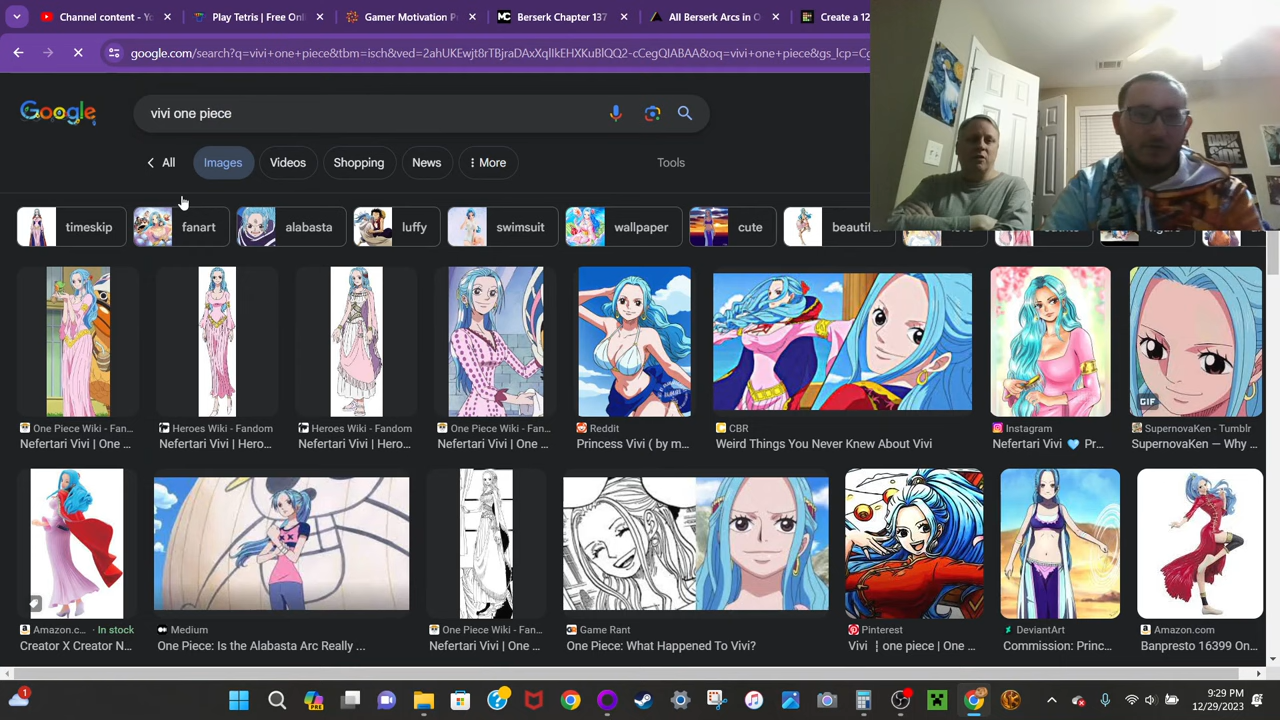 Channel content - Y
Play Tetris | Free Onl
Gamer Motivation P
Berserk Chapter 137
All Berserk Arcs in O
Create a 12
google.com/search?q=vivi+one+piece&tbm=isch&ved=2ahUKEwjt8rTBjraDAxXqIlkEHXKuBlQQ2-cCegQIABAA&oq=vivi+one+piece&gs_lcp=Cg
DARK
SIDE
Google
vivi one piece
All
Images
Videos
Shopping
News
More
Tools
timeskip
fanart
alabasta
luffy
swimsuit
wallpaper
cute
beautiful
GIF
One Piece Wiki - Fan...
Heroes Wiki - Fandom
Heroes Wiki - Fandom
One Piece Wiki - Fan...
Reddit
CBR
Instagram
SupernovaKen - Tumblr
Nefertari Vivi | One ...
Nefertari Vivi | Hero...
Nefertari Vivi | Hero...
Nefertari Vivi | One ...
Princess Vivi ( by m...
Weird Things You Never Knew About Vivi
Nefertari Vivi 💙 Pr...
SupernovaKen — Why ...
Amazon.c... · In stock
Medium
One Piece Wiki - Fan...
Game Rant
Pinterest
DeviantArt
Amazon.com
Creator X Creator N...
One Piece: Is the Alabasta Arc Really ...
Nefertari Vivi | One ...
One Piece: What Happened To Vivi?
Vivi ¦ one piece | One ...
Commission: Princ...
Banpresto 16399 On...
1
PRE
9:29 PM
12/29/2023